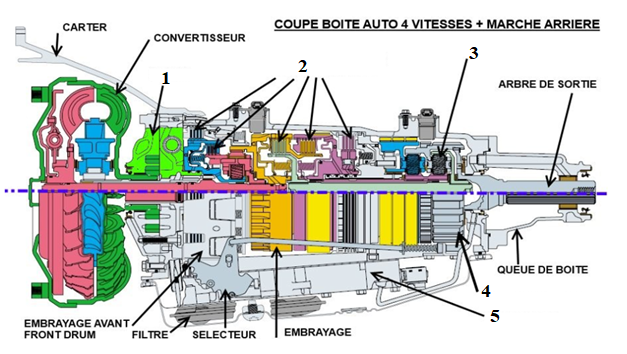 COUPE BOITE AUTO 4 VITESSES + MARCHE ARRIERE
CARTER
CONVERTISSEUR
1
2
3
ARBRE DE SORTIE
QUEUE DE BOITE
4
5
EMBRAYAGE AVANT
FRONT DRUM
FILTRE
SELECTEUR
EMBRAYAGE